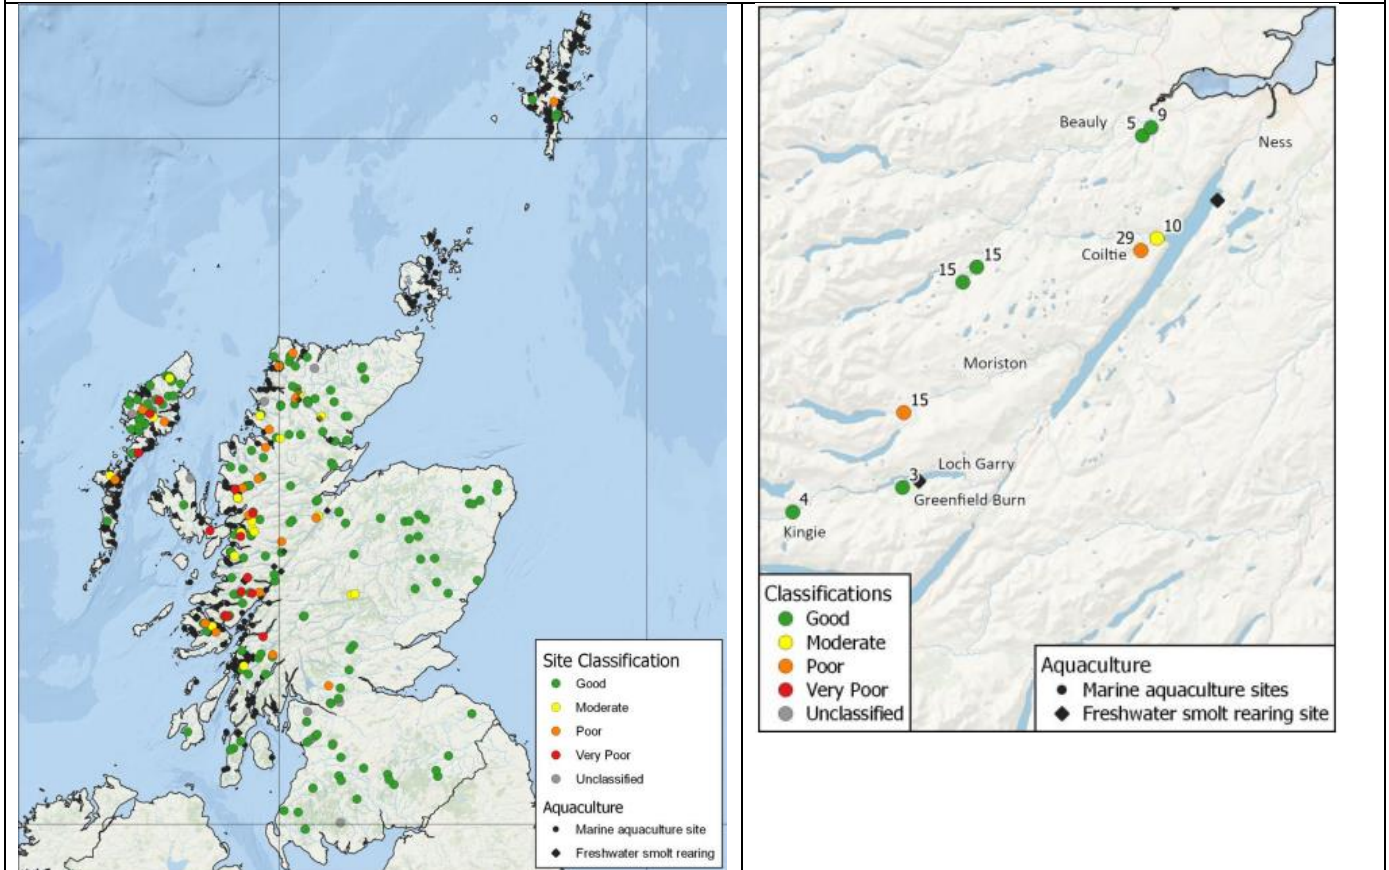 Site Classification
Good
Moderate
Poor
Very Poor
Unclassified
Aquaculture
Marine aquaculture site
Freshwater smolt rearing
Beauly
5
9
Ness
29
10
Coiltie
15
15
Moriston
15
Loch Garry
3
Greenfield Burn
4
Kingie
Classifications
Good
Moderate
Poor
Very Poor
Unclassified
Aquaculture
Marine aquaculture sites
Freshwater smolt rearing site